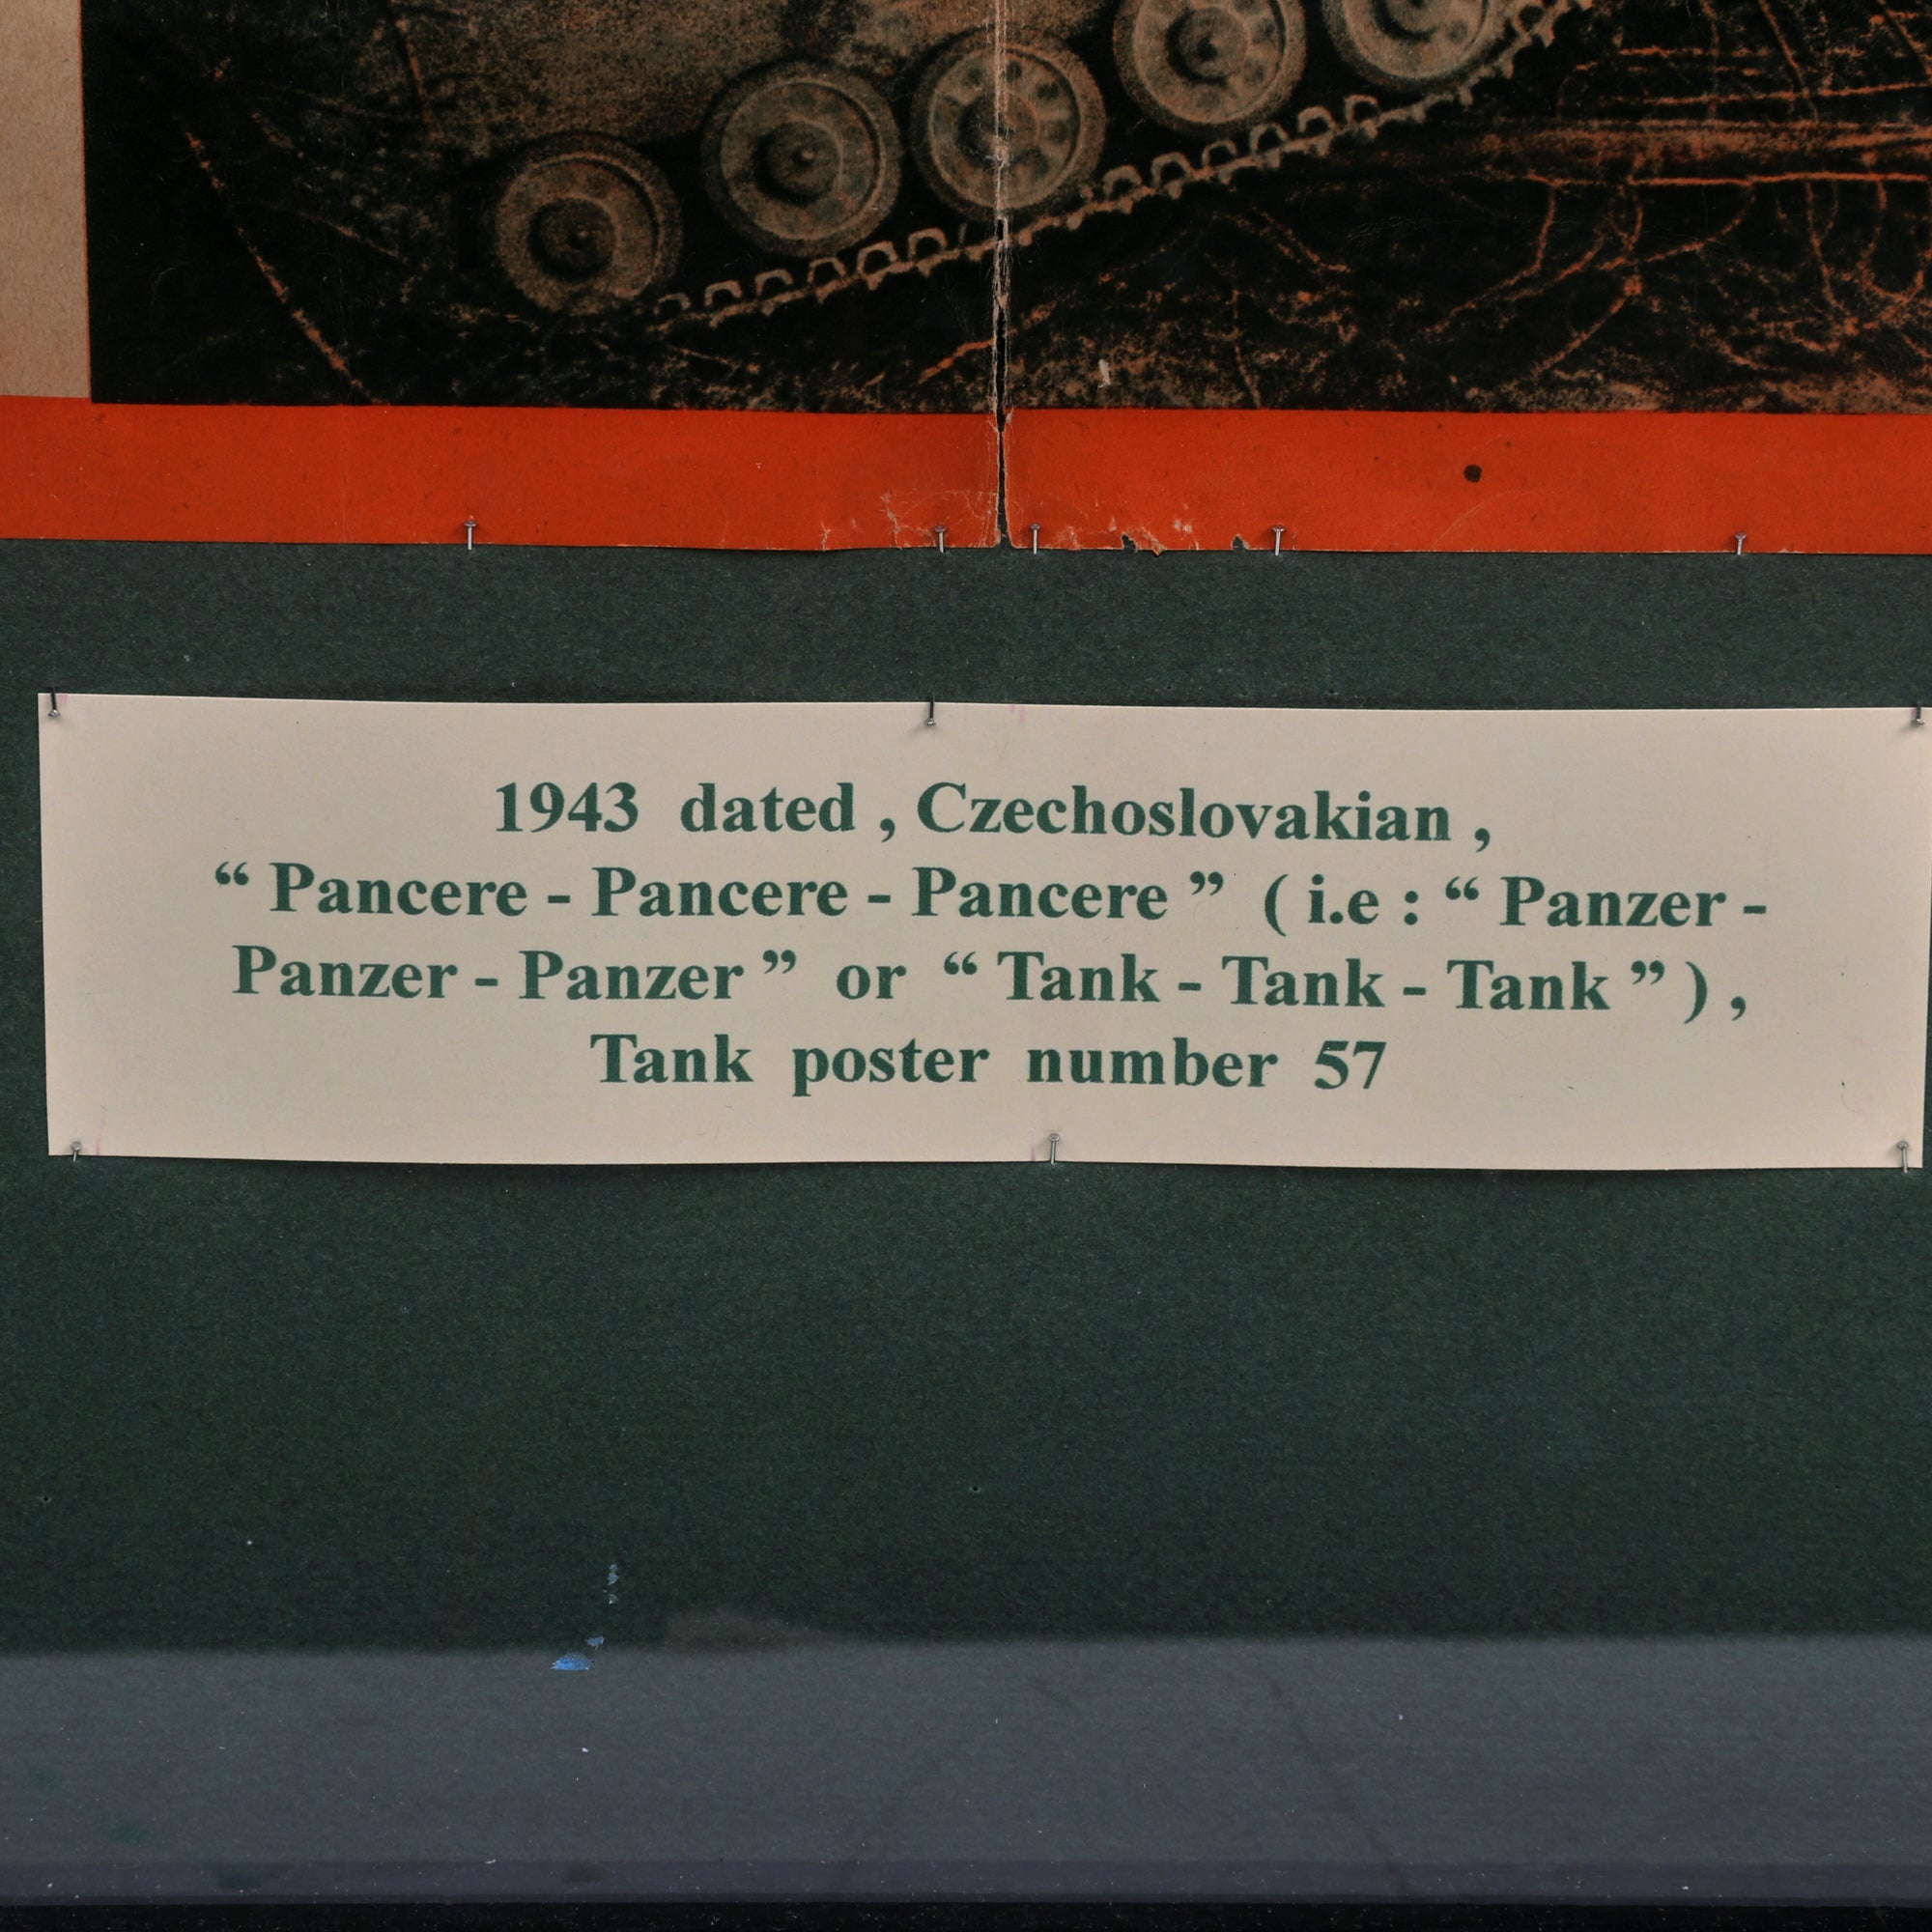 1943 dated , Czechoslovakian ,
“ Pancere - Pancere - Pancere ” ( i.e : “ Panzer -
Panzer - Panzer ” or “ Tank - Tank - Tank ” ) ,
Tank poster number 57